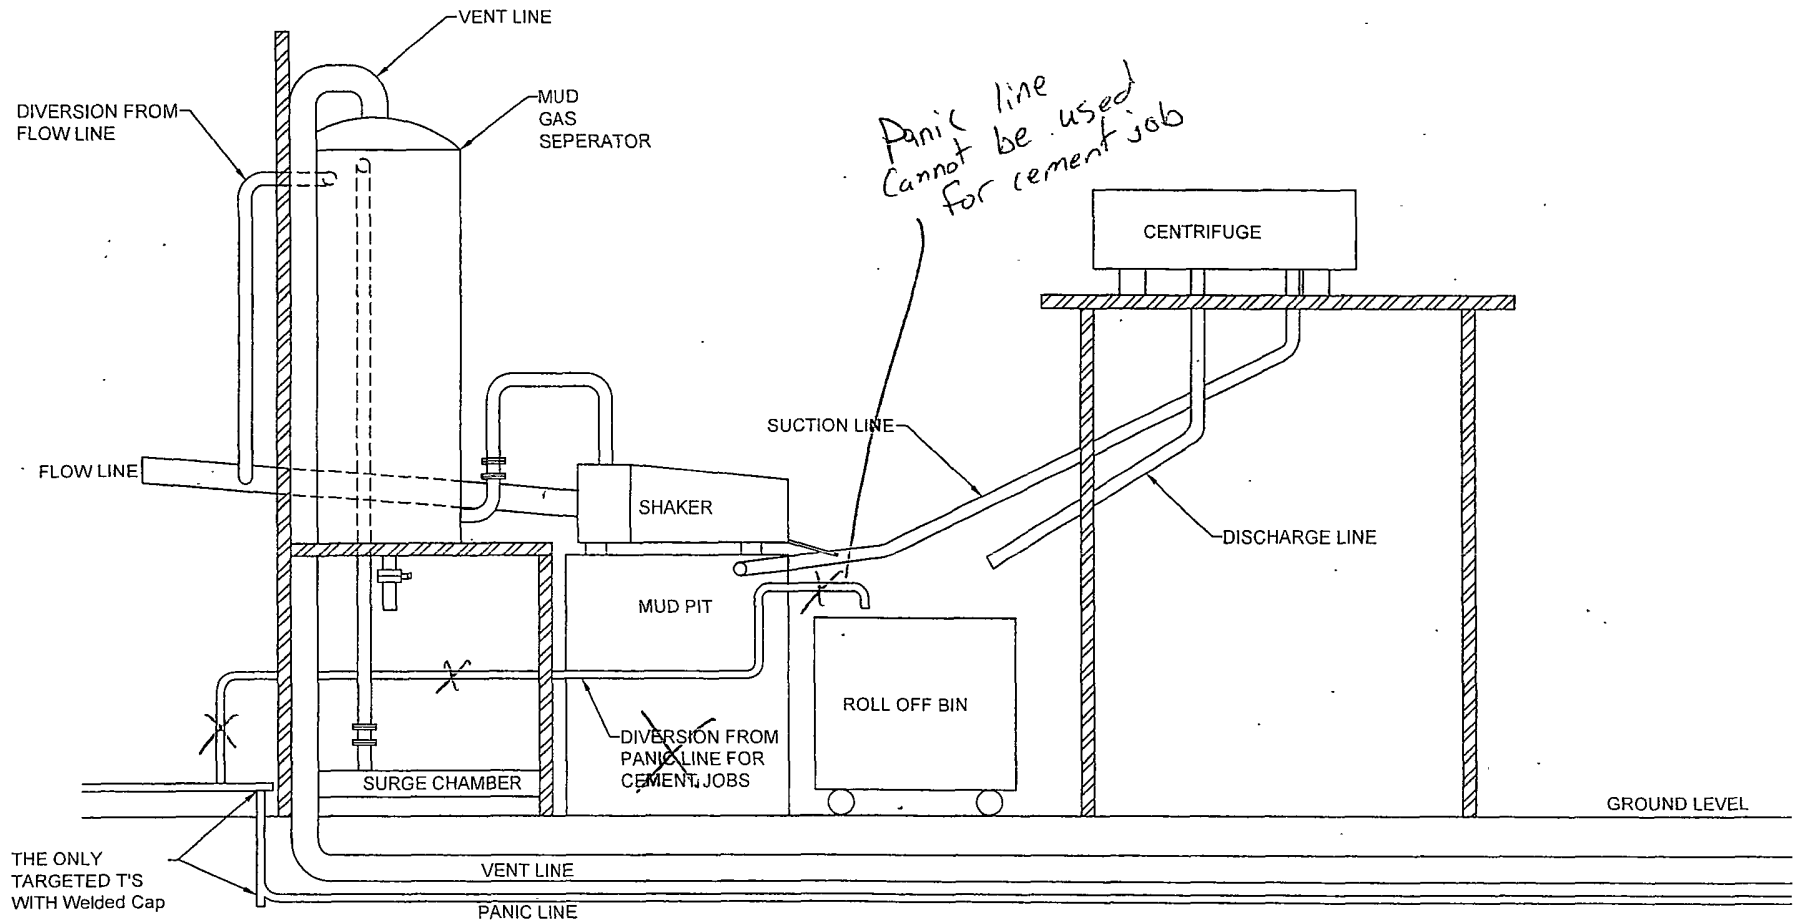 VENT LINE
DIVERSION FROM
FLOW LINE
MUD
GAS
SEPERATOR
Panic line
Cannot be used
for cement job
CENTRIFUGE
SUCTION LINE
FLOW LINE
SHAKER
DISCHARGE LINE
MUD PIT
ROLL OFF BIN
DIVERSION FROM
PANIC LINE FOR
CEMENT JOBS
SURGE CHAMBER
GROUND LEVEL
THE ONLY
TARGETED T'S
WITH Welded Cap
VENT LINE
PANIC LINE